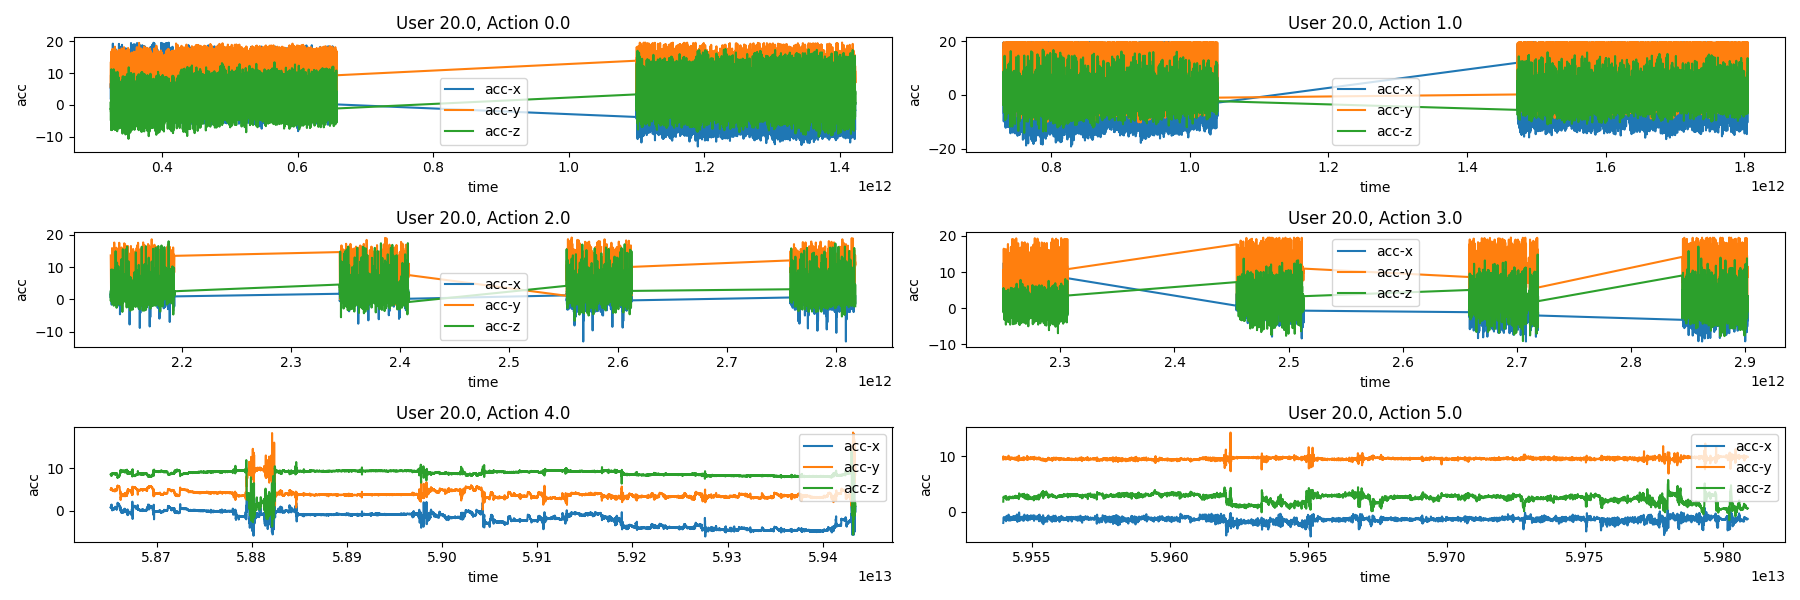 User 20.0, Action 0.0
acc
20
10
0
−10
acc-x
acc-y
acc-z
0.4 0.6 0.8 1.0 1.2 1.4
time
1e12
User 20.0, Action 1.0
acc
20
0
−20
acc-x
acc-y
acc-z
0.8 1.0 1.2 1.4 1.6 1.8
time
1e12
User 20.0, Action 2.0
acc
20
10
0
−10
acc-x
acc-y
acc-z
2.2 2.3 2.4 2.5 2.6 2.7 2.8
time
1e12
User 20.0, Action 3.0
acc
20
10
0
−10
acc-x
acc-y
acc-z
2.3 2.4 2.5 2.6 2.7 2.8 2.9
time
1e12
User 20.0, Action 4.0
acc
10
0
acc-x
acc-y
acc-z
5.87 5.88 5.89 5.90 5.91 5.92 5.93 5.94
time
1e13
User 20.0, Action 5.0
acc
10
0
acc-x
acc-y
acc-z
5.955 5.960 5.965 5.970 5.975 5.980
time
1e13